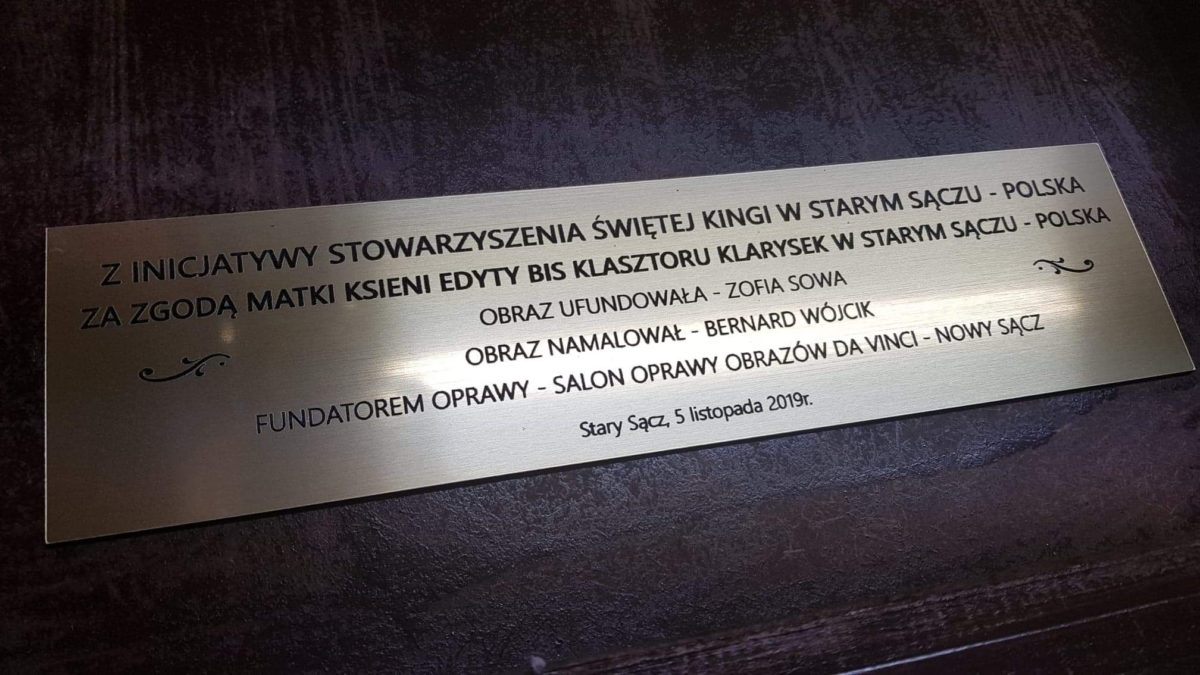 Z INICJATYWY STOWARZYSZENIA ŚWIĘTEJ KINGI W STARYM SĄCZU - POLSKA
ZA ZGODĄ MATKI KSIENI EDYTY BIS KLASZTORU KLARYSEK W STARYM SĄCZU - POLSKA
OBRAZ UFUNDOWAŁA - ZOFIA SOWA
OBRAZ NAMALOWAŁ - BERNARD WÓJCIK
FUNDATOREM OPRAWY - SALON OPRAWY OBRAZÓW DA VINCI - NOWY SĄCZ
Stary Sącz, 5 listopada 2019r.